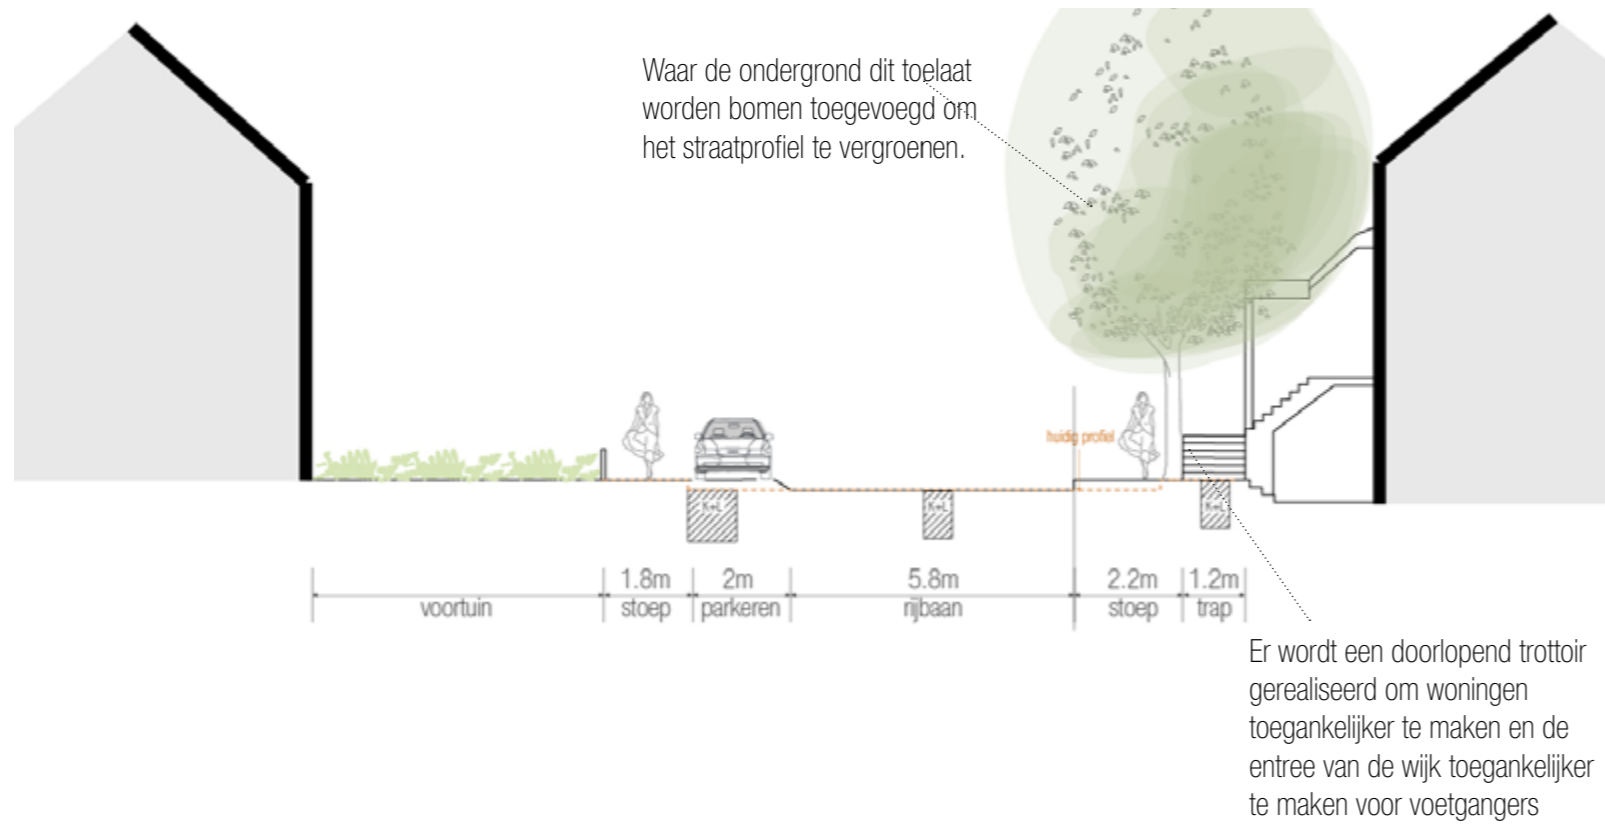 Waar de ondergrond dit toelaat
worden bomen toegevoegd om
het straatprofiel te vergroenen.
huidig profiel
K+L
K+L
K+L
1.8m
2m
5.8m
2.2m
1.2m
voortuin
stoep
parkeren
rijbaan
stoep
trap
Er wordt een doorlopend trottoir
gerealiseerd om woningen
toegankelijker te maken en de
entree van de wijk toegankelijker
te maken voor voetgangers